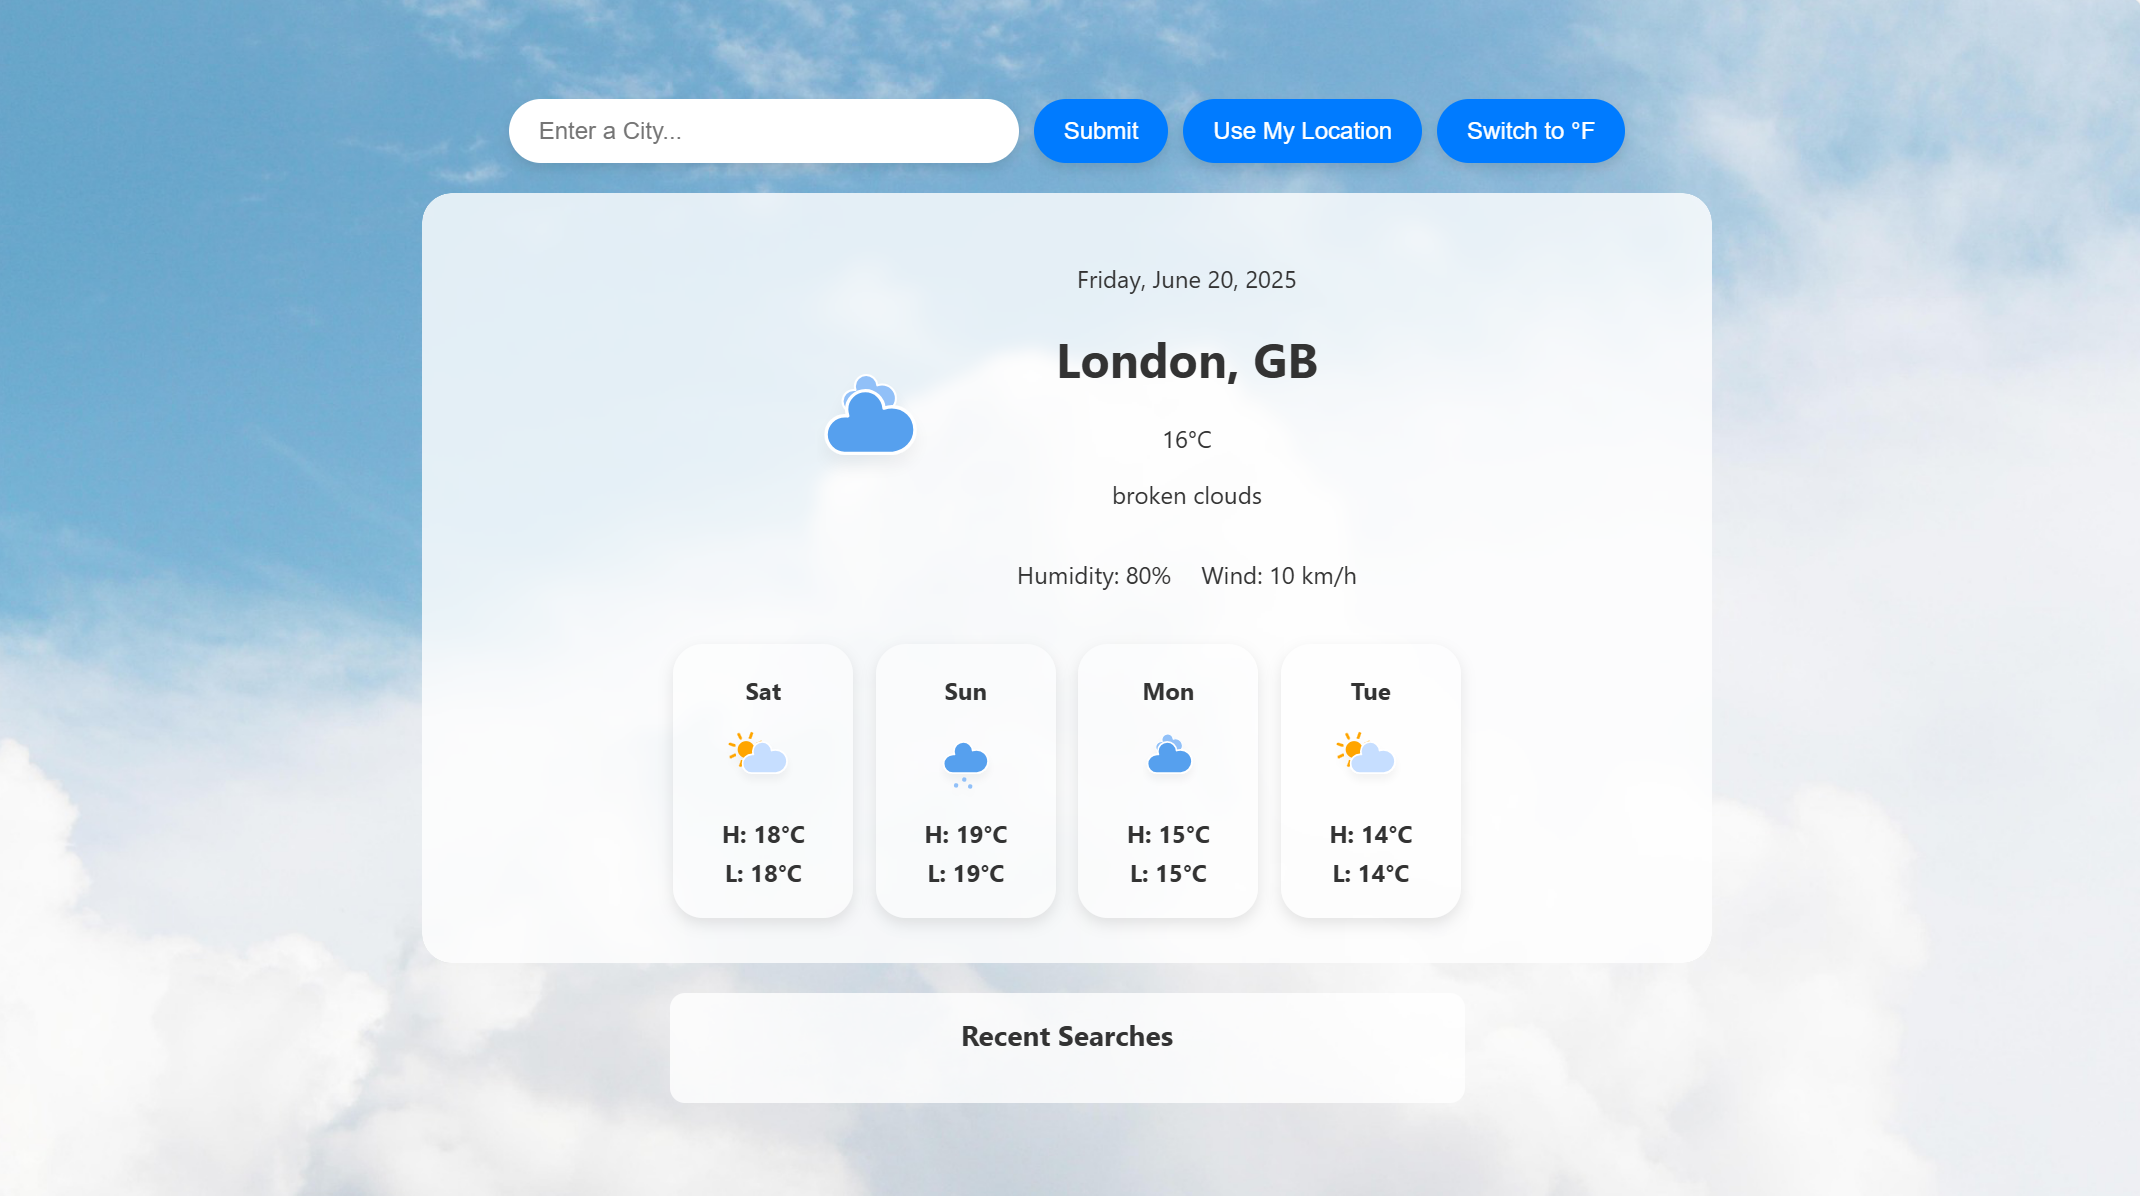 Enter a City...
Submit
Use My Location
Switch to °F
Friday, June 20, 2025
London, GB
16°C
broken clouds
Humidity: 80% Wind: 10 km/h
Sat
H: 18°C
L: 18°C
Sun
H: 19°C
L: 19°C
Mon
H: 15°C
L: 15°C
Tue
H: 14°C
L: 14°C
Recent Searches